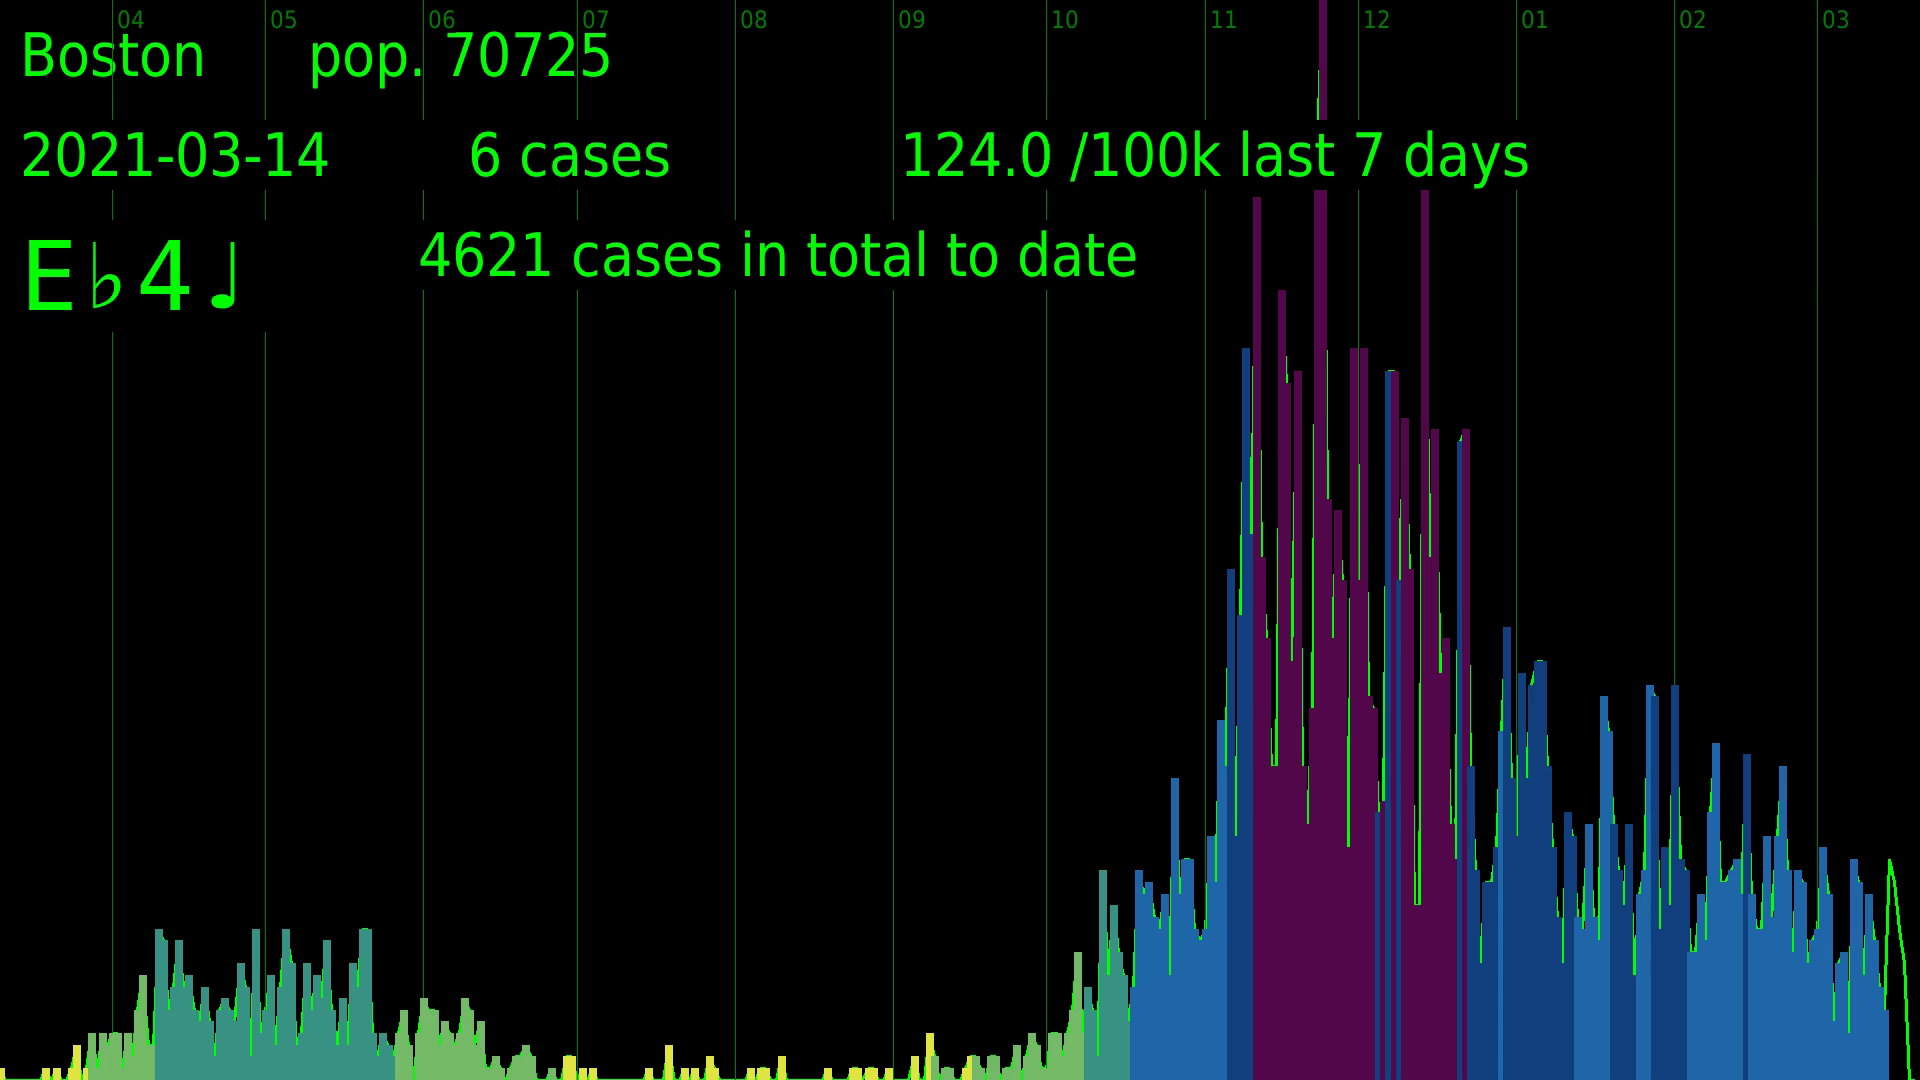 04 05 06 07 08 09 10 11 12 01 02 03
Boston pop. 70725
2021-03-14 6 cases 124.0 /100k last 7 days
E♭4♩ 4621 cases in total to date